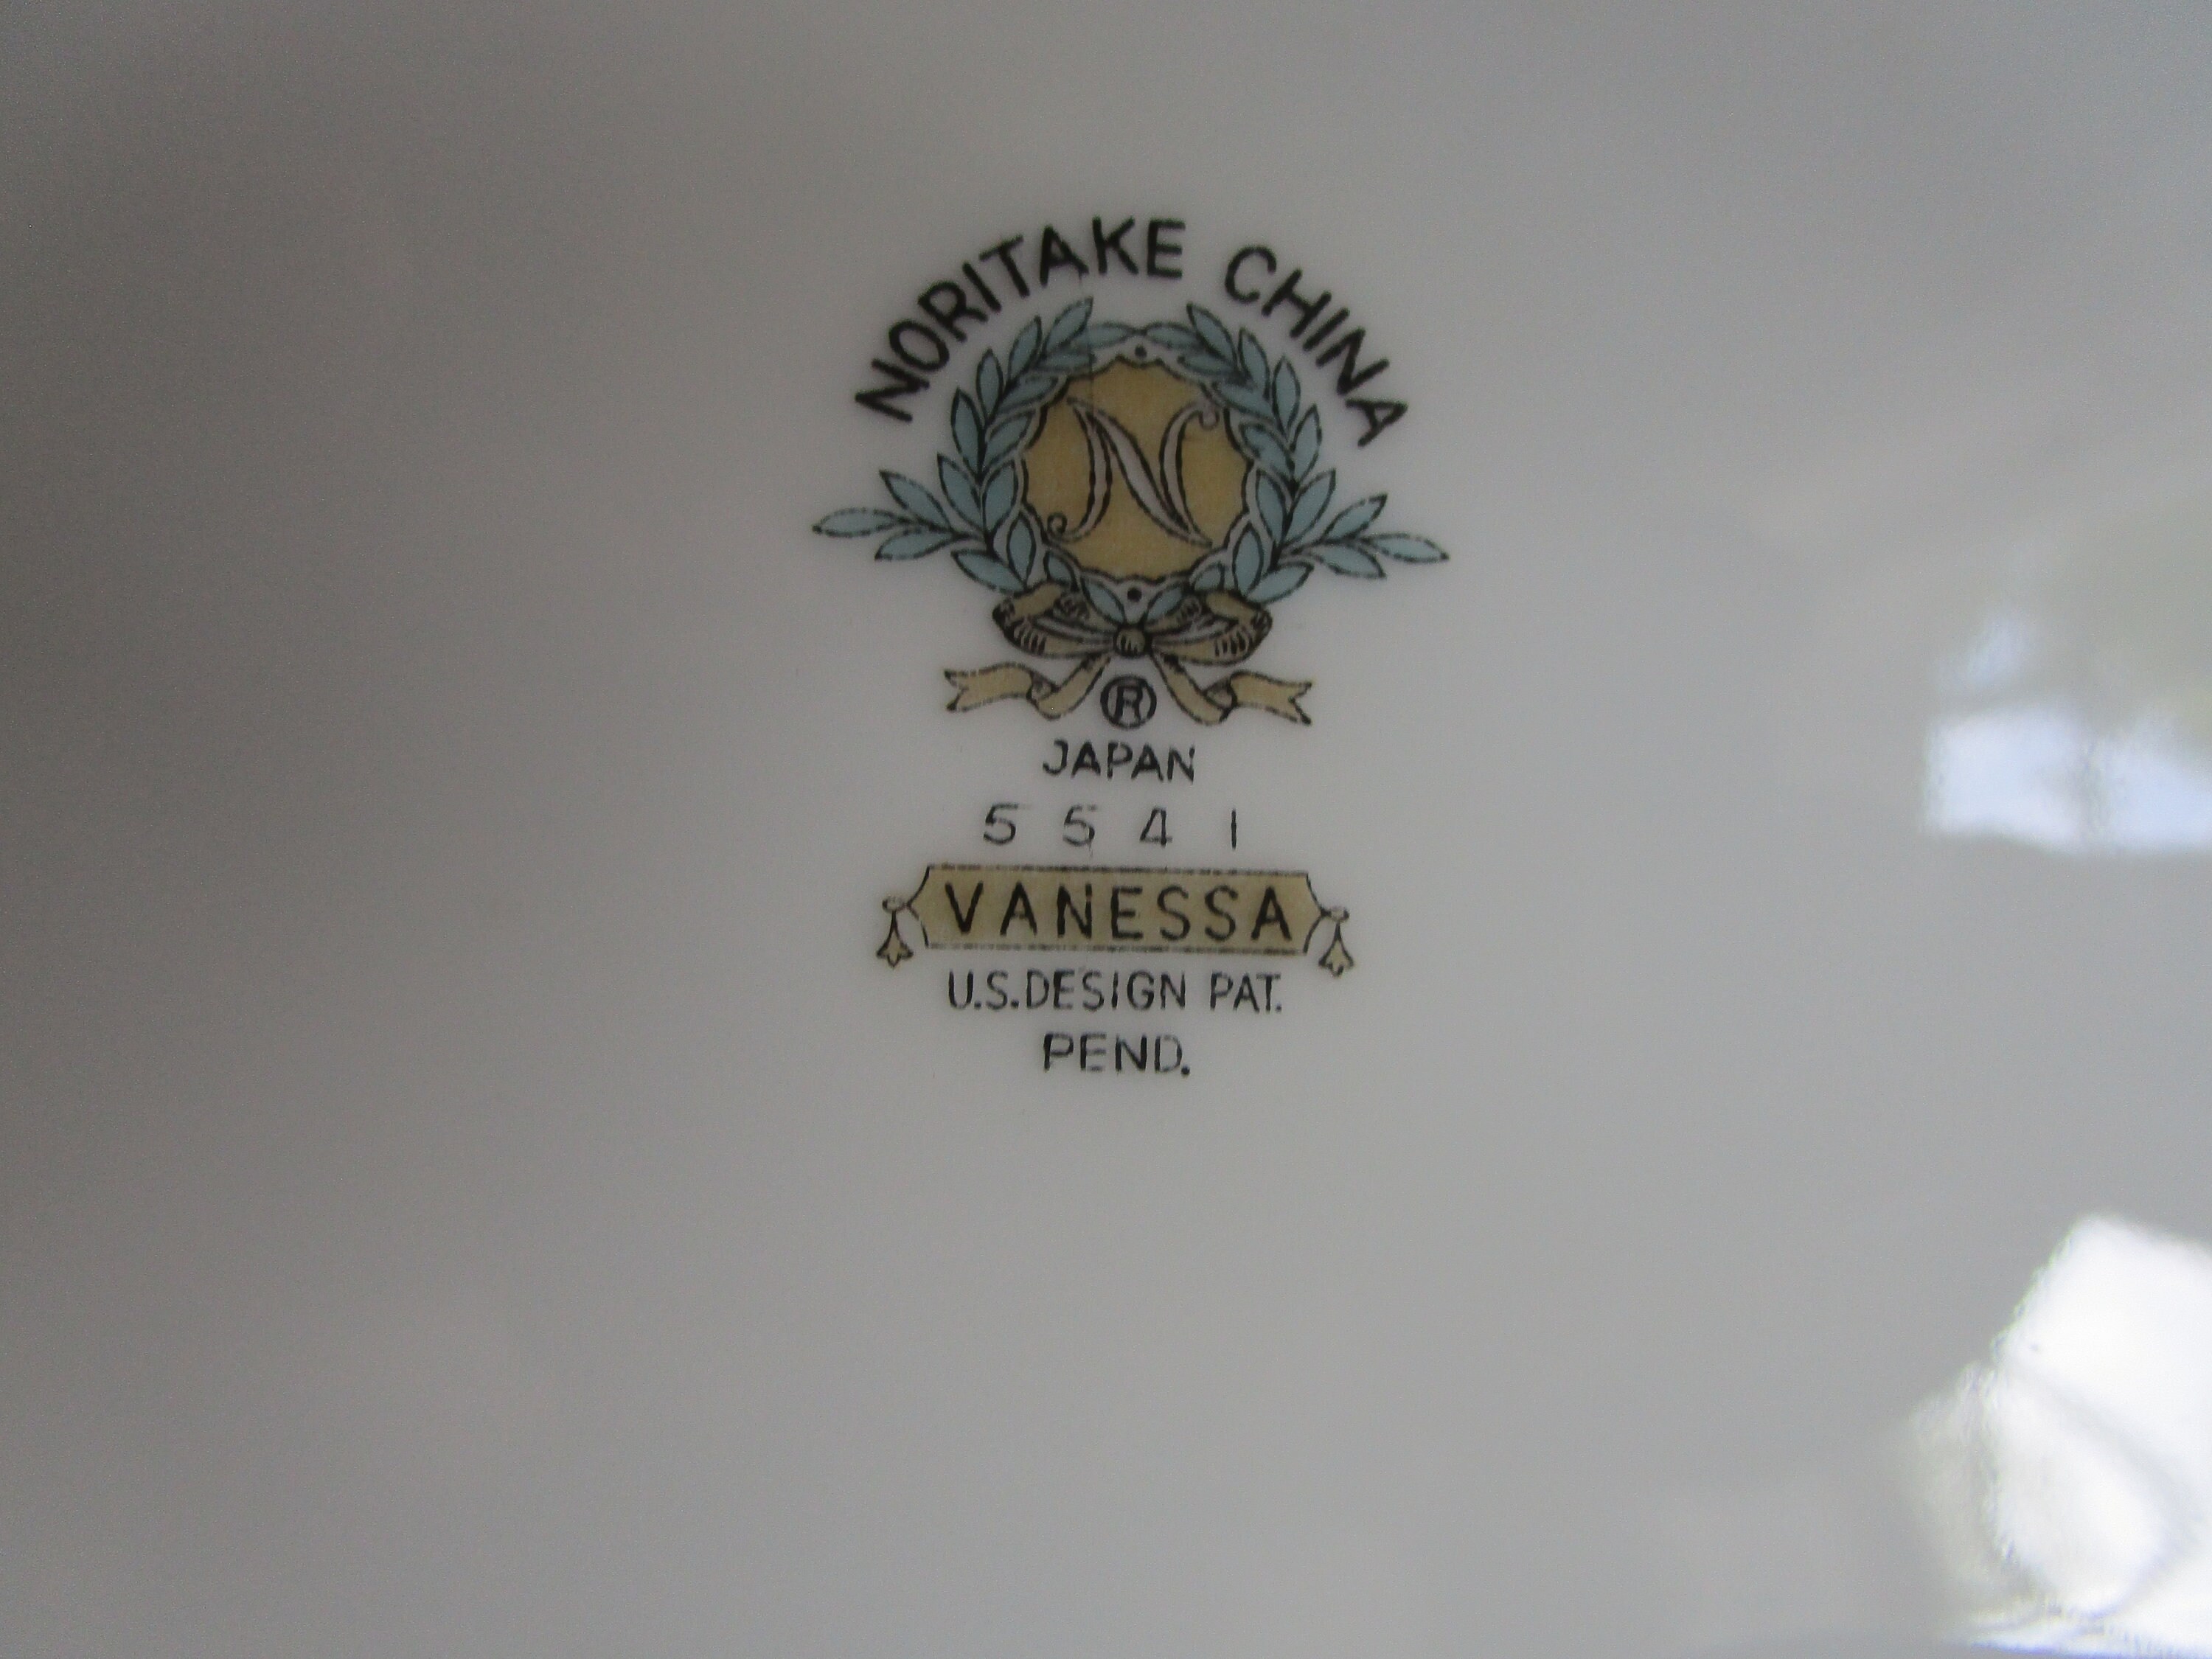 NORITAKE CHINA
N
®
JAPAN
5541
VANESSA
U.S.DESIGN PAT.
PEND.